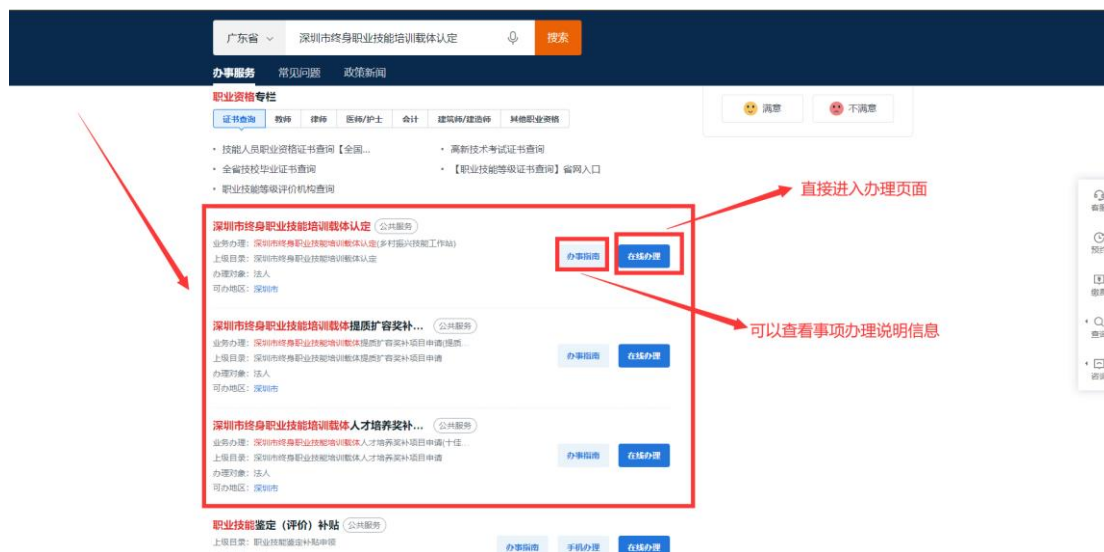 广东省 深圳市终身职业技能培训载体认定 搜索
办事服务 常见问题 政策新闻
职业资格专栏
满意 不满意
证书查询 教师 律师 医师/护士 会计 建筑师/建造师 其他职业资格
· 技能人员职业资格证书查询【全国... · 高新技术考试证书查询
· 全省技校毕业证书查询 · 【职业技能等级证书查询】省网入口
· 职业技能等级评价机构查询
直接进入办理页面
深圳市终身职业技能培训载体认定 公共服务
业务办理：深圳市终身职业技能培训载体认定(乡村振兴技能工作站)
上级目录：深圳市终身职业技能培训载体认定
办事指南 在线办理
办理对象：法人
可办地区：深圳市
可以查看事项办理说明信息
深圳市终身职业技能培训载体提质扩容奖补... 公共服务
业务办理：深圳市终身职业技能培训载体提质扩容奖补项目申请(提质...
上级目录：深圳市终身职业技能培训载体提质扩容奖补项目申请
办事指南 在线办理
办理对象：法人
可办地区：深圳市
深圳市终身职业技能培训载体人才培养奖补... 公共服务
业务办理：深圳市终身职业技能培训载体人才培养奖补项目申请(十佳...
上级目录：深圳市终身职业技能培训载体人才培养奖补项目申请
办事指南 在线办理
办理对象：法人
可办地区：深圳市
职业技能鉴定（评价）补贴 公共服务
上级目录：职业技能鉴定补贴申领
办事指南 手机办理 在线办理